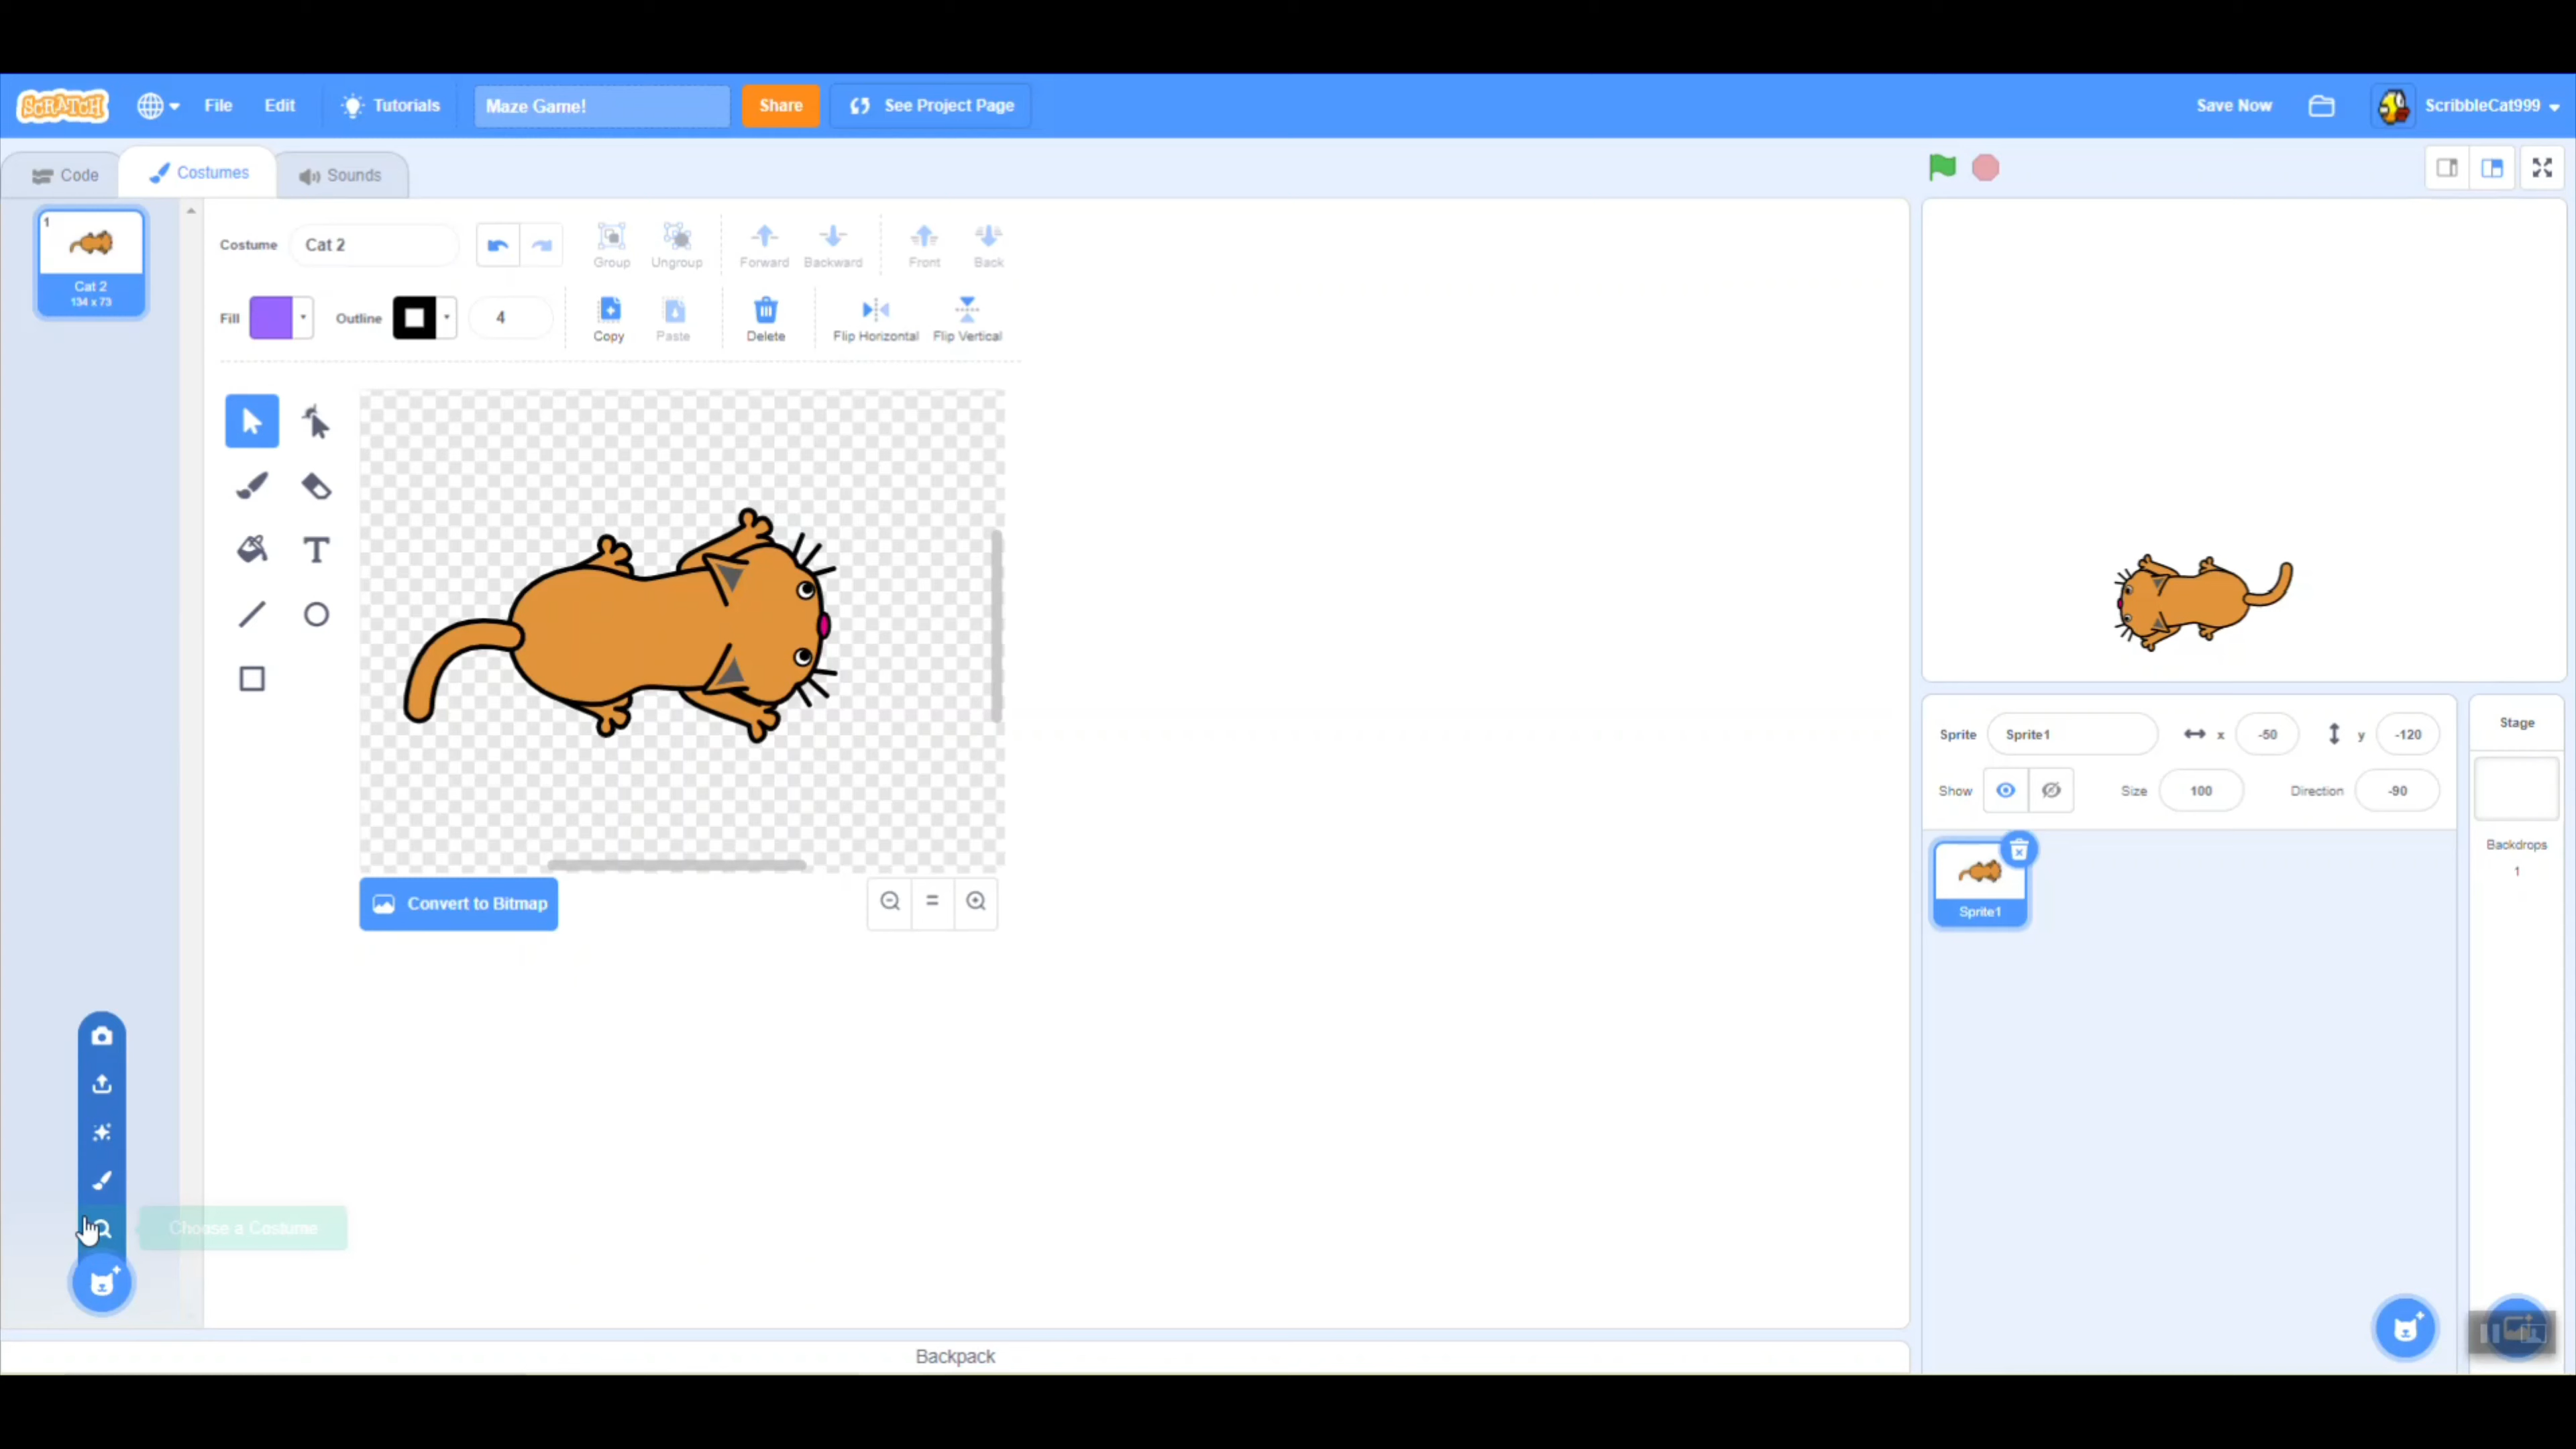 SCRATCH File Edit Tutorials Maze Game! Share See Project Page Save Now ScribbleCat999
Code Costumes Sounds
1
Cat 2
134 x 73
Costume Cat 2 Group Ungroup Forward Backward Front Back
Fill Outline 4 Copy Paste Delete Flip Horizontal Flip Vertical
T
Convert to Bitmap
Choose a Costume
Backpack
Sprite Sprite1 x -50 y -120
Show Size 100 Direction -90
Sprite1
Stage
Backdrops
1